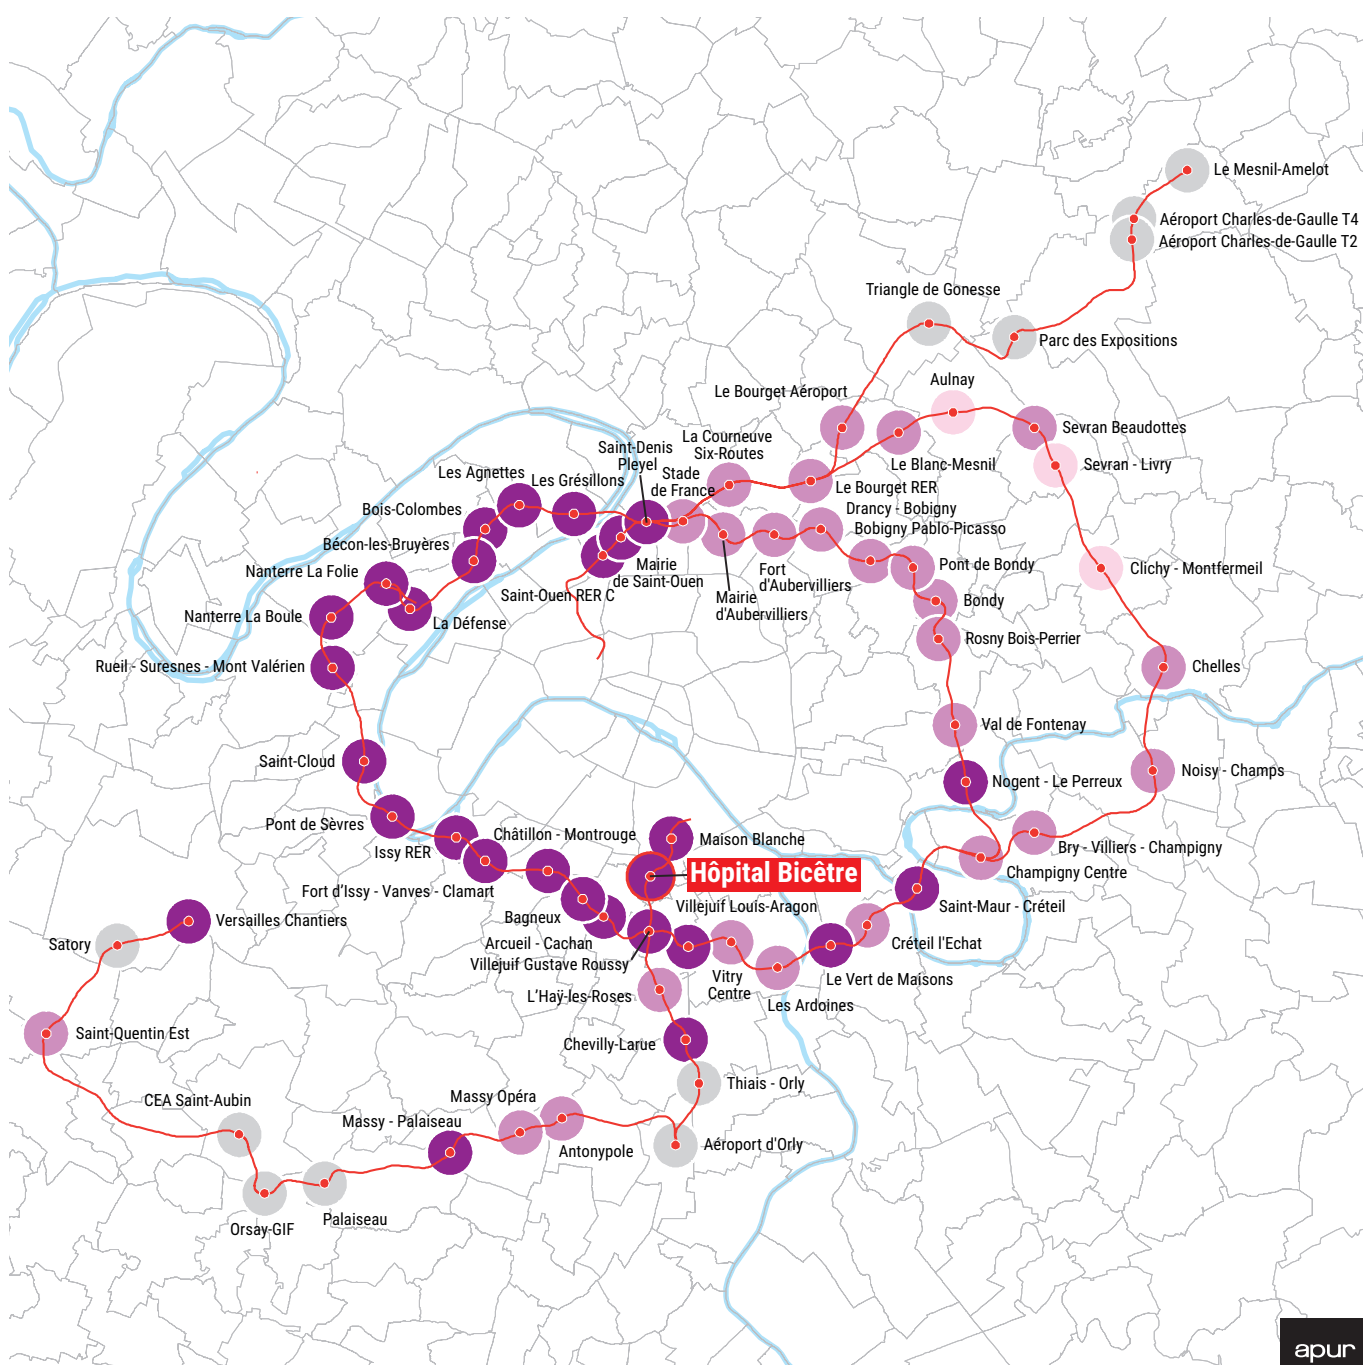 Le Mesnil-Amelot
Aéroport Charles-de-Gaulle T4
Aéroport Charles-de-Gaulle T2
Triangle de Gonesse
Parc des Expositions
Aulnay
Le Bourget Aéroport
Sevran Beaudottes
La Courneuve
Six-Routes
Saint-Denis
Pleyel
Le Blanc-Mesnil
Sevran - Livry
Les Agnettes
Les Grésillons
Stade
de France
Le Bourget RER
Bois-Colombes
Drancy - Bobigny
Bobigny Pablo-Picasso
Bécon-les-Bruyères
Nanterre La Folie
Mairie
de Saint-Ouen
Fort
d'Aubervilliers
Pont de Bondy
Clichy - Montfermeil
Saint-Ouen RER C
Mairie
d'Aubervilliers
Bondy
Nanterre La Boule
La Défense
Rosny Bois-Perrier
Rueil - Suresnes - Mont Valérien
Chelles
Val de Fontenay
Saint-Cloud
Noisy - Champs
Nogent - Le Perreux
Pont de Sèvres
Châtillon - Montrouge
Maison Blanche
Issy RER
Bry - Villiers - Champigny
Hôpital Bicêtre
Champigny Centre
Fort d'Issy - Vanves - Clamart
Villejuif Louis-Aragon
Saint-Maur - Créteil
Bagneux
Versailles Chantiers
Satory
Arcueil - Cachan
Créteil l'Echat
Villejuif Gustave Roussy
Vitry
Centre
Le Vert de Maisons
L'Haÿ-les-Roses
Les Ardoines
Saint-Quentin Est
Chevilly-Larue
Thiais - Orly
CEA Saint-Aubin
Massy Opéra
Massy - Palaiseau
Antonypole
Aéroport d'Orly
Palaiseau
Orsay-GIF
apur